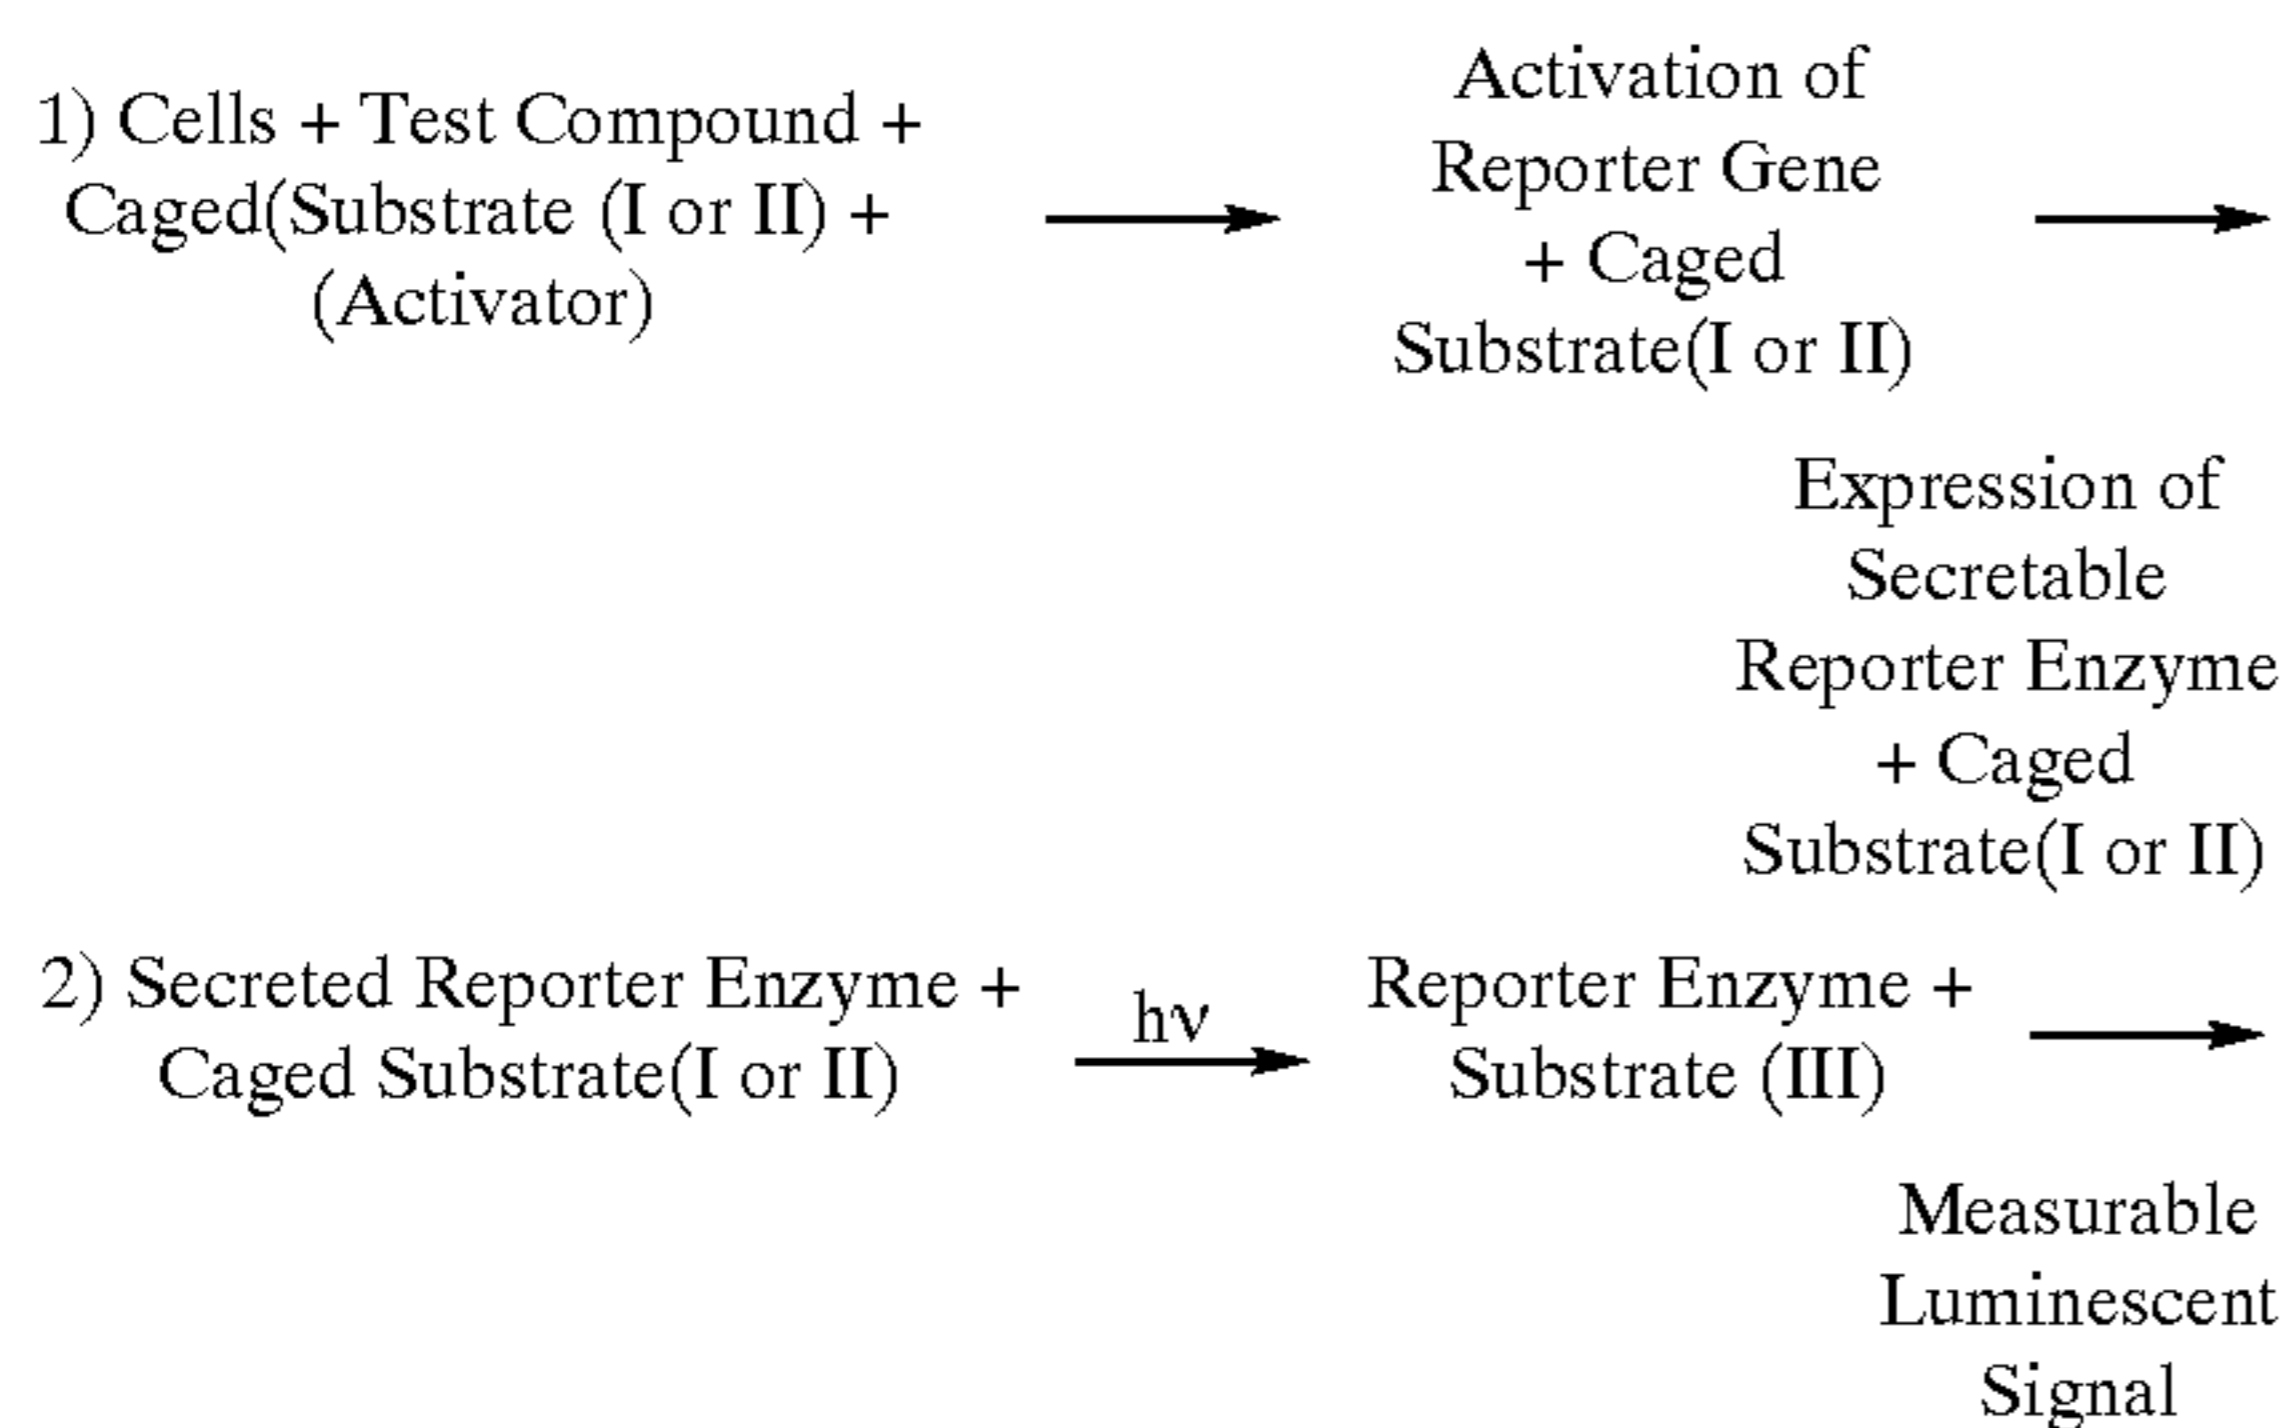 1) Cells + Test Compound +
Caged(Substrate (I or II) +
(Activator)
Activation of
Reporter Gene
+ Caged
Substrate(I or II)
Expression of
Secretable
Reporter Enzyme
+ Caged
Substrate(I or II)
2) Secreted Reporter Enzyme +
Caged Substrate(I or II)
hν
Reporter Enzyme +
Substrate (III)
Measurable
Luminescent
Signal